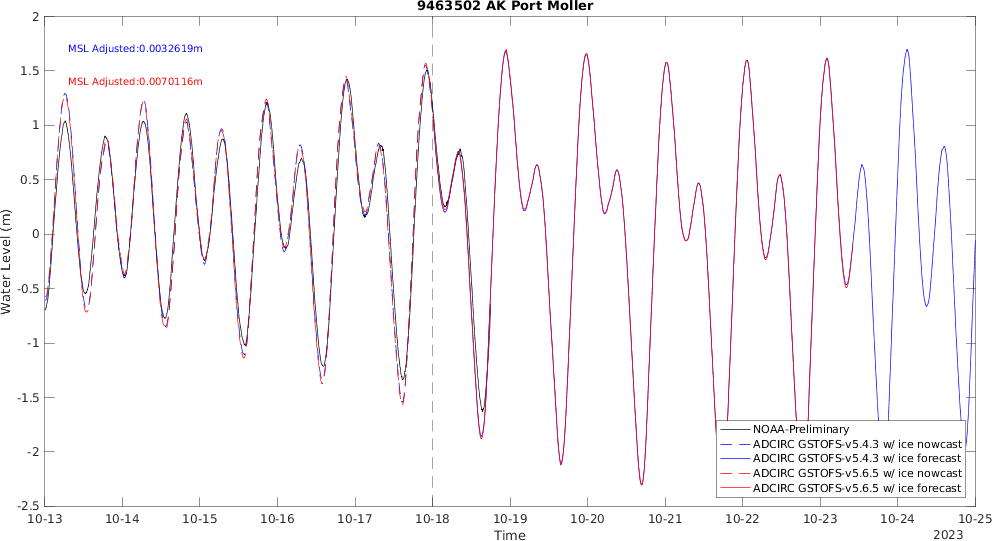 9463502 AK Port Moller
MSL Adjusted:0.0032619m
MSL Adjusted:0.0070116m
Water Level (m)
2
1.5
1
0.5
0
-0.5
-1
-1.5
-2
-2.5
NOAA-Preliminary
ADCIRC GSTOFS-v5.4.3 w/ ice nowcast
ADCIRC GSTOFS-v5.4.3 w/ ice forecast
ADCIRC GSTOFS-v5.6.5 w/ ice nowcast
ADCIRC GSTOFS-v5.6.5 w/ ice forecast
10-13 10-14 10-15 10-16 10-17 10-18 10-19 10-20 10-21 10-22 10-23 10-24 10-25
Time
2023